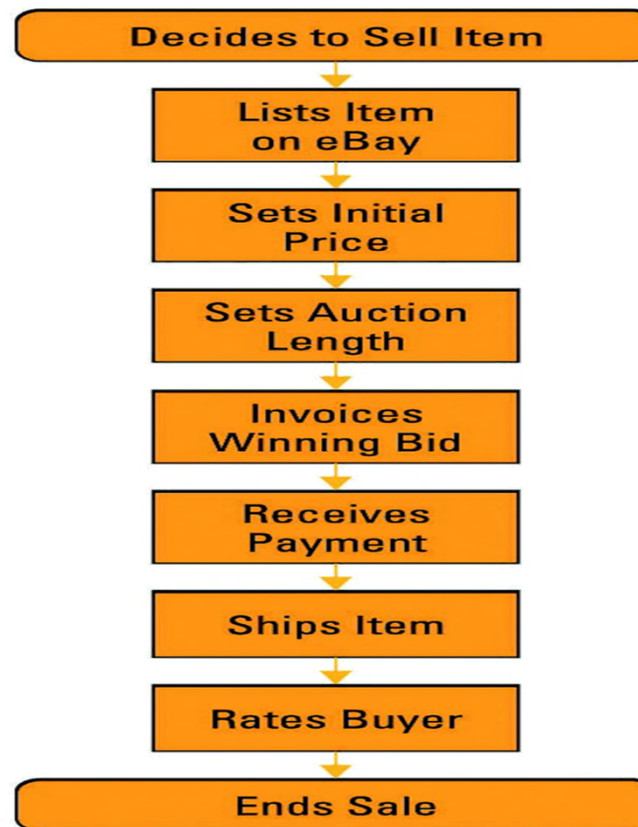 Decides to Sell Item
Lists Item
on eBay
Sets Initial
Price
Sets Auction
Length
Invoices
Winning Bid
Receives
Payment
Ships Item
Rates Buyer
Ends Sale